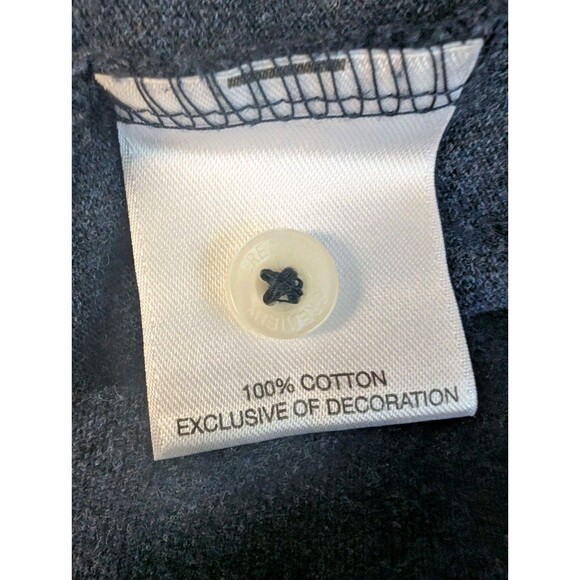 100% COTTON
EXCLUSIVE OF DECORATION